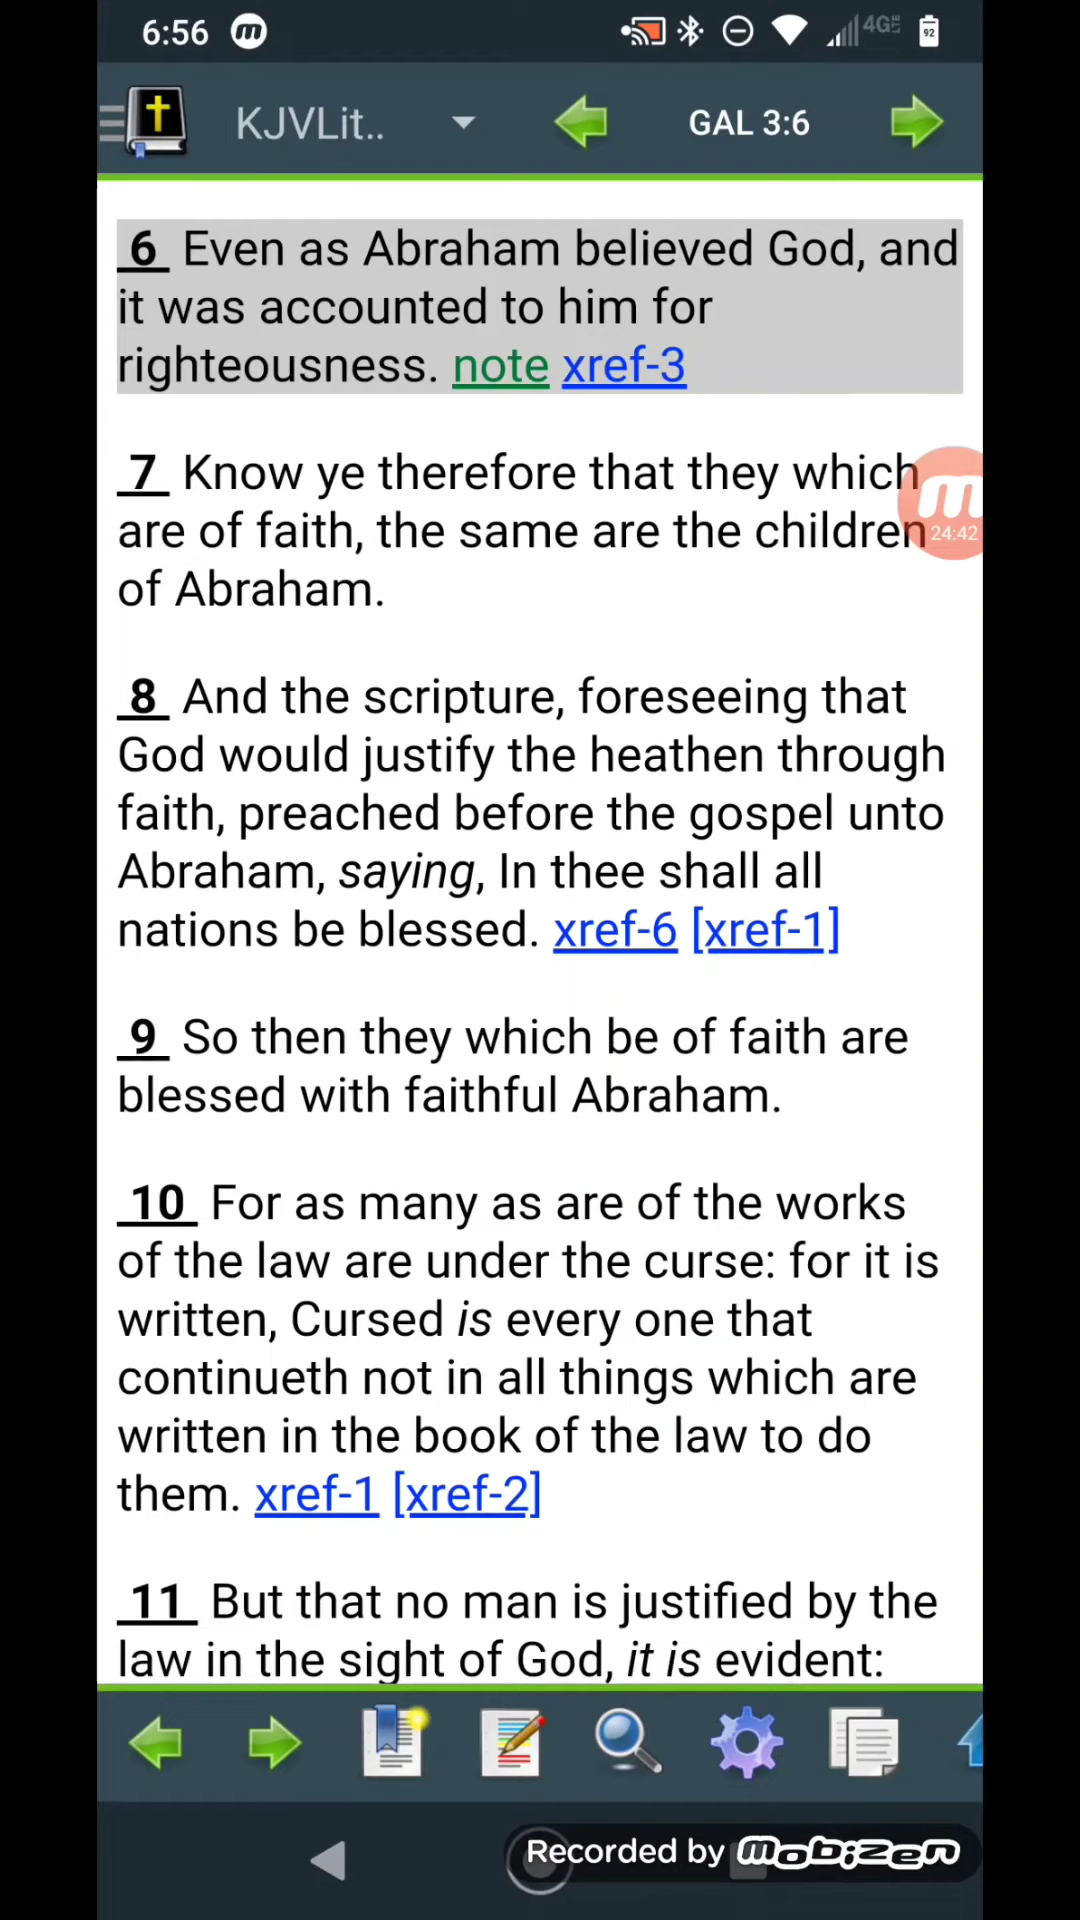 6:56 m 4GE 92
KJVLit.. GAL 3:6
6 Even as Abraham believed God, and
it was accounted to him for
righteousness. note xref-3
7 Know ye therefore that they which
are of faith, the same are the children
of Abraham.
m
24:42
8 And the scripture, foreseeing that
God would justify the heathen through
faith, preached before the gospel unto
Abraham, saying, In thee shall all
nations be blessed. xref-6 [xref-1]
9 So then they which be of faith are
blessed with faithful Abraham.
10 For as many as are of the works
of the law are under the curse: for it is
written, Cursed is every one that
continueth not in all things which are
written in the book of the law to do
them. xref-1 [xref-2]
11 But that no man is justified by the
law in the sight of God, it is evident:
Recorded by mobizen